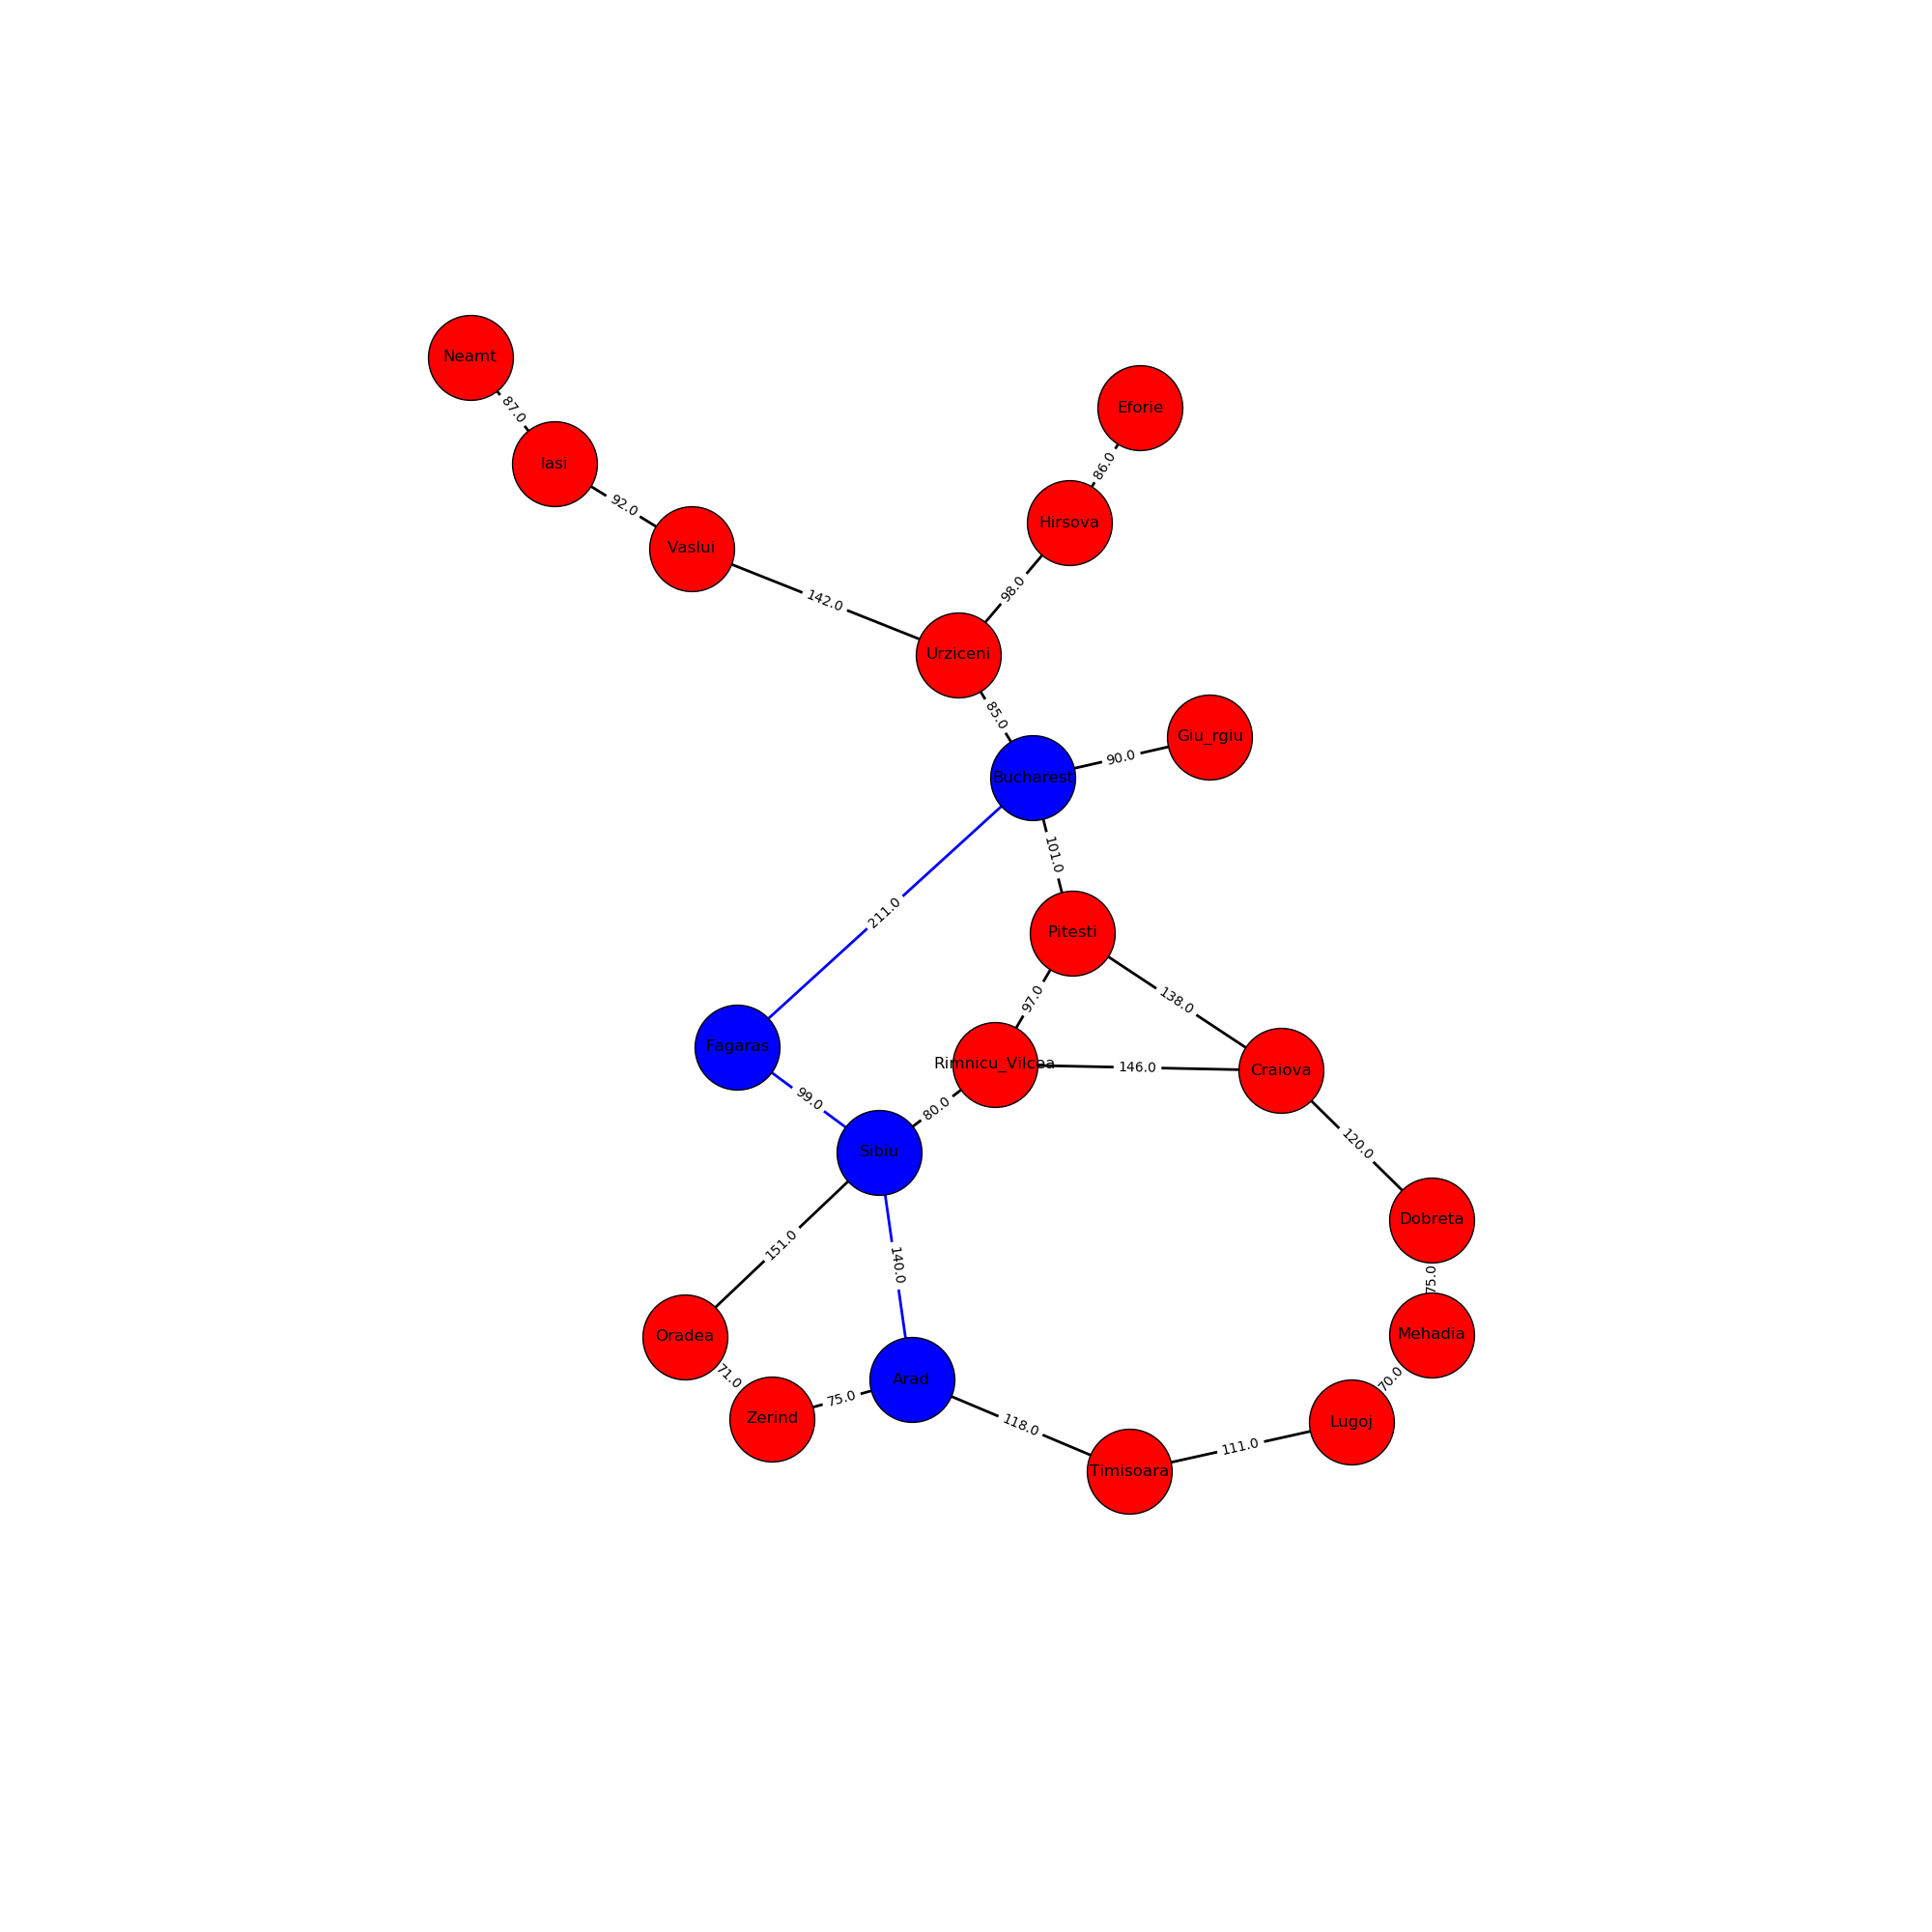 Neamt
87.0
Eforie
Iasi
86.0
92.0
Hirsova
Vaslui
98.0
142.0
Urziceni
85.0
Giu_rgiu
90.0
Bucharest
101.0
211.0
Pitesti
97.0
138.0
Fagaras
Rimnicu_Vilcea
146.0
Craiova
99.0
80.0
120.0
Sibiu
Dobreta
151.0
140.0
75.0
Oradea
Mehadia
71.0
Arad
70.0
75.0
Zerind
118.0
Lugoj
111.0
Timisoara